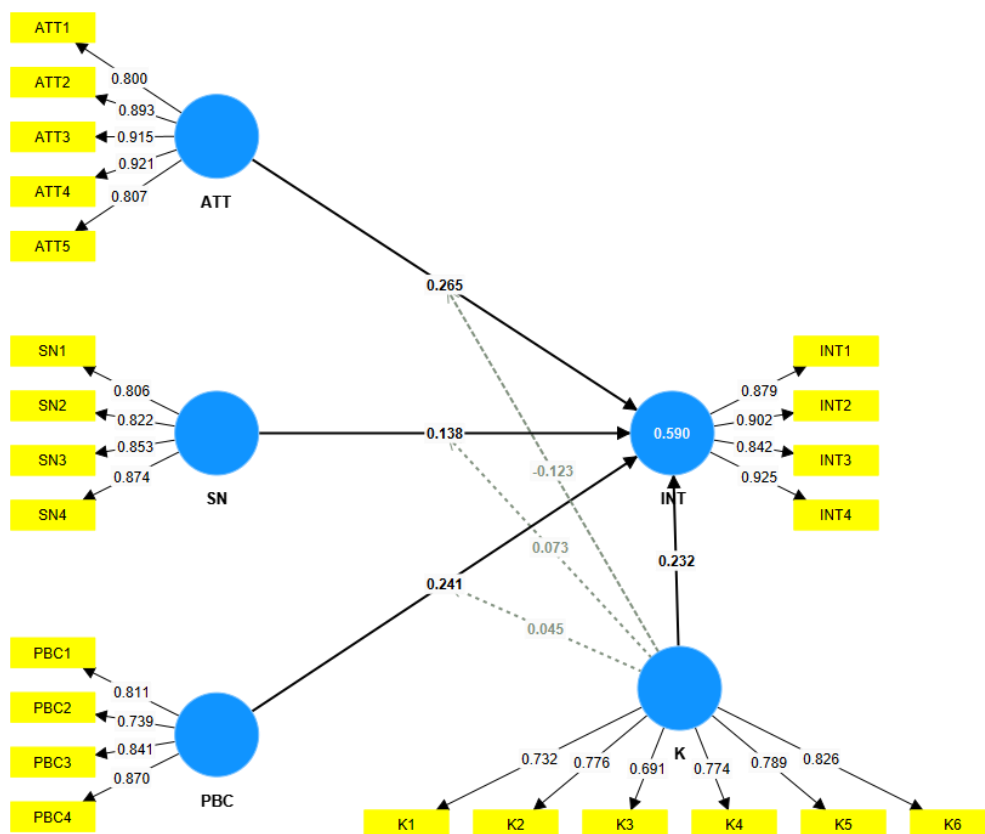 ATT1
0.800
ATT2
0.893
ATT3
0.915
0.921
ATT4
0.807
ATT
ATT5
0.265
SN1
INT1
0.806
0.879
SN2
INT2
0.822
0.902
0.138
0.590
0.853
0.842
SN3
INT3
-0.123
0.874
0.925
SN
INT
SN4
INT4
0.073
0.232
0.241
0.045
PBC1
0.811
PBC2
0.739
0.841
PBC3
K
0.732
0.776
0.691
0.774
0.789
0.826
0.870
PBC
PBC4
K1
K2
K3
K4
K5
K6